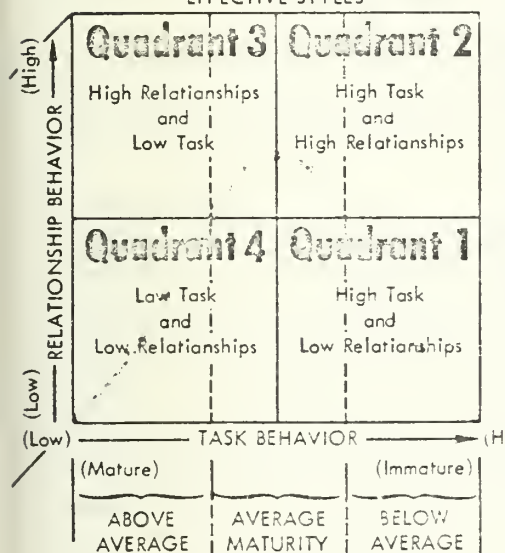 EFFECTIVE STYLES
(High)
RELATIONSHIP BEHAVIOR
(Low)
Quadrant 3
High Relationships
and
Low Task
Quadrant 2
High Task
and
High Relationships
Quadrant 4
Low Task
and
Low Relationships
Quadrant 1
High Task
and
Low Relationships
(Low) TASK BEHAVIOR (H
(Mature) (Immature)
ABOVE AVERAGE BELOW
AVERAGE MATURITY AVERAGE